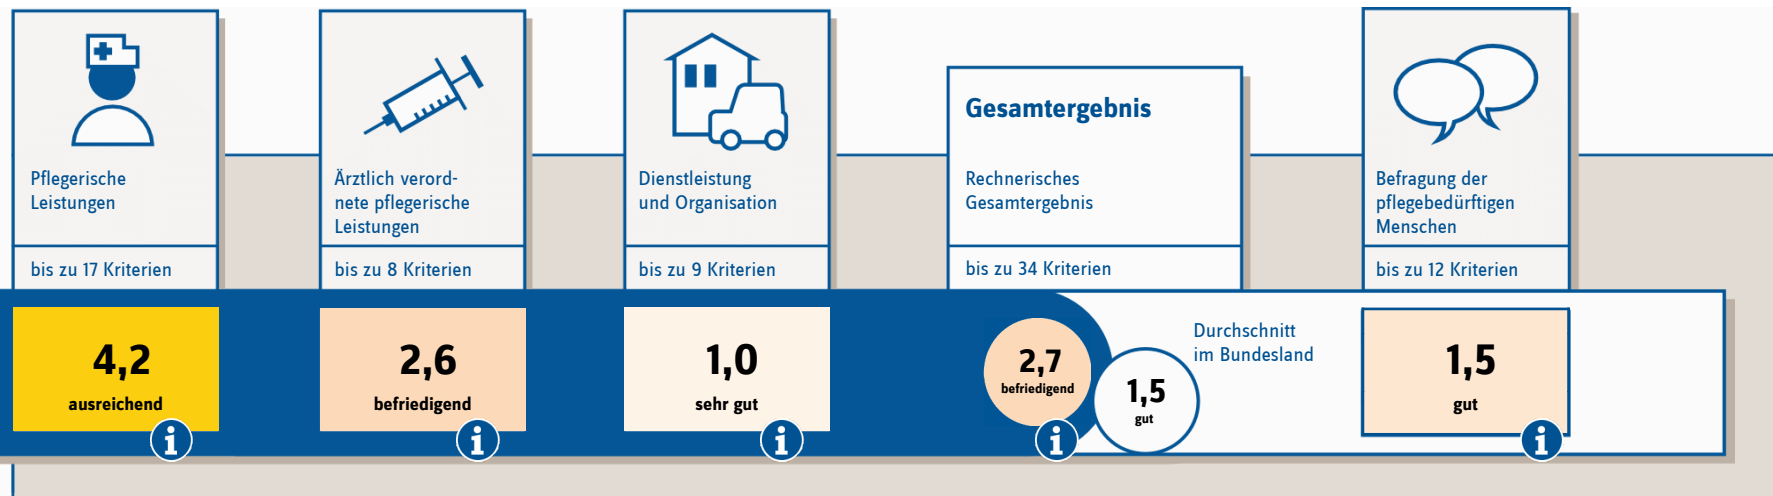 Pflegerische
Leistungen
bis zu 17 Kriterien
4,2
ausreichend
Ärztlich verord-
nete pflegerische
Leistungen
bis zu 8 Kriterien
2,6
befriedigend
Dienstleistung
und Organisation
bis zu 9 Kriterien
1,0
sehr gut
Gesamtergebnis
Rechnerisches
Gesamtergebnis
bis zu 34 Kriterien
2,7
befriedigend
Durchschnitt
im Bundesland
1,5
gut
Befragung der
pflegebedürftigen
Menschen
bis zu 12 Kriterien
1,5
gut